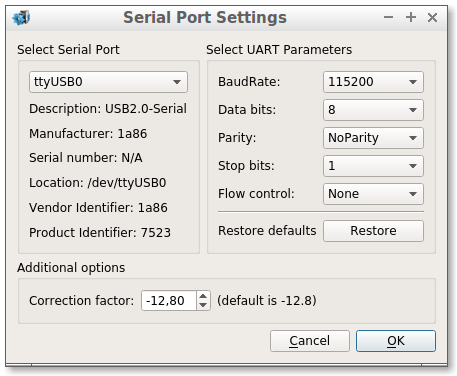 Serial Port Settings
Select Serial Port
ttyUSB0
Description: USB2.0-Serial
Manufacturer: 1a86
Serial number: N/A
Location: /dev/ttyUSB0
Vendor Identifier: 1a86
Product Identifier: 7523
Select UART Parameters
BaudRate: 115200
Data bits: 8
Parity: NoParity
Stop bits: 1
Flow control: None
Restore defaults Restore
Additional options
Correction factor: -12,80 (default is -12.8)
Cancel OK